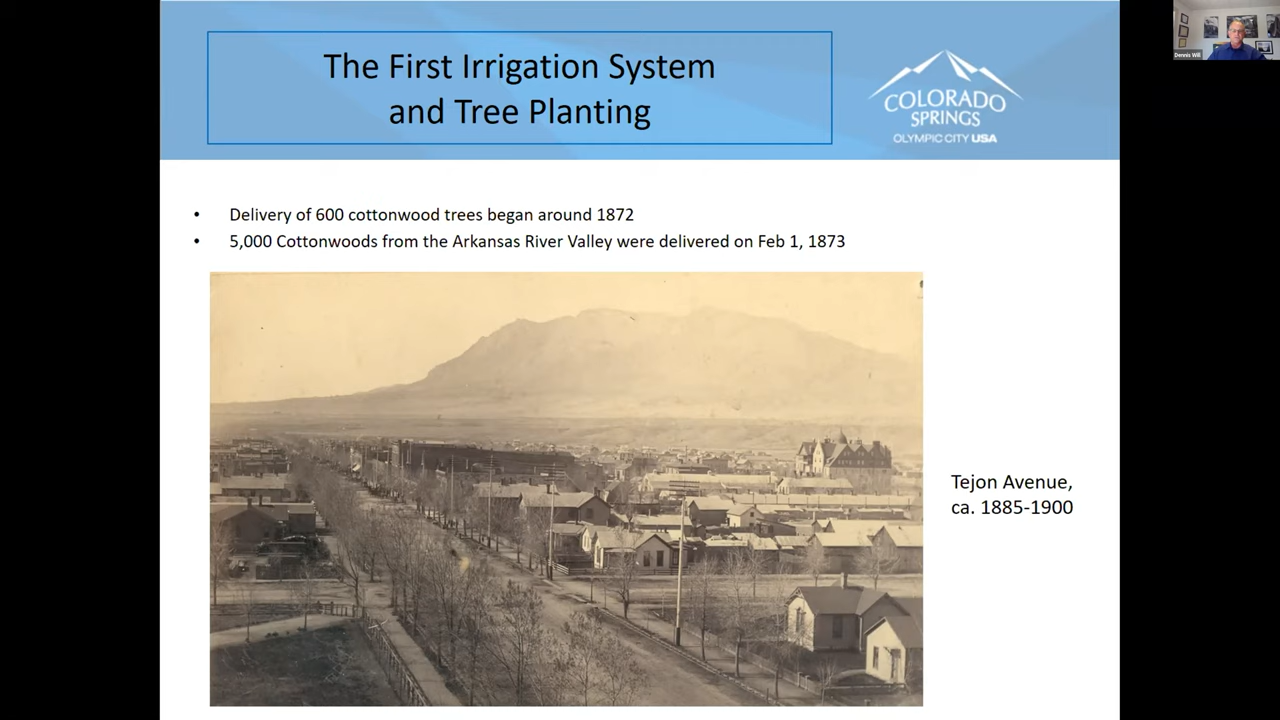 The First Irrigation System
and Tree Planting
COLORADO
SPRINGS
OLYMPIC CITY USA
Dennis Will
• Delivery of 600 cottonwood trees began around 1872
• 5,000 Cottonwoods from the Arkansas River Valley were delivered on Feb 1, 1873
Tejon Avenue,
ca. 1885-1900